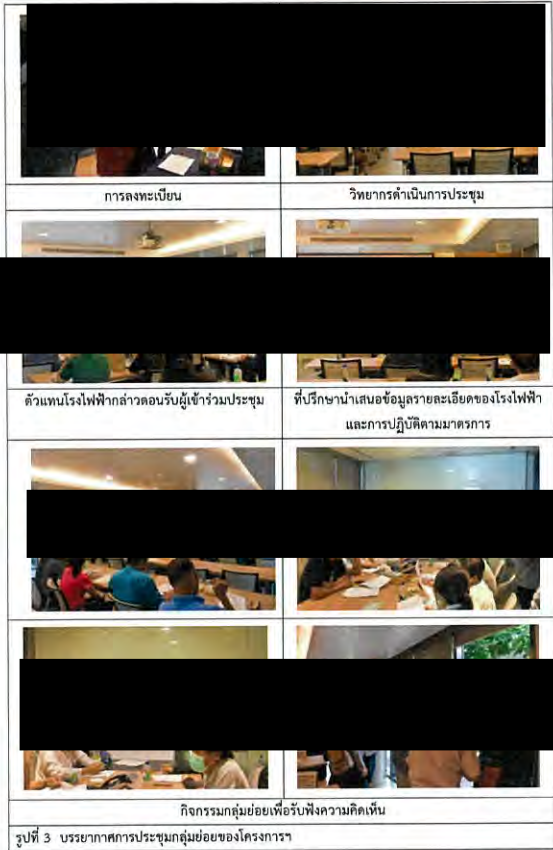 การลงทะเบียน
วิทยากรดำเนินการประชุม
ตัวแทนโรงไฟฟ้ากล่าวตอนรับผู้เข้าร่วมประชุม
ที่ปรึกษานำเสนอข้อมูลรายละเอียดของโรงไฟฟ้า
และการปฏิบัติตามมาตรการ
กิจกรรมกลุ่มย่อยเพื่อรับฟังความคิดเห็น
รูปที่ 3 บรรยากาศการประชุมกลุ่มย่อยของโครงการฯ